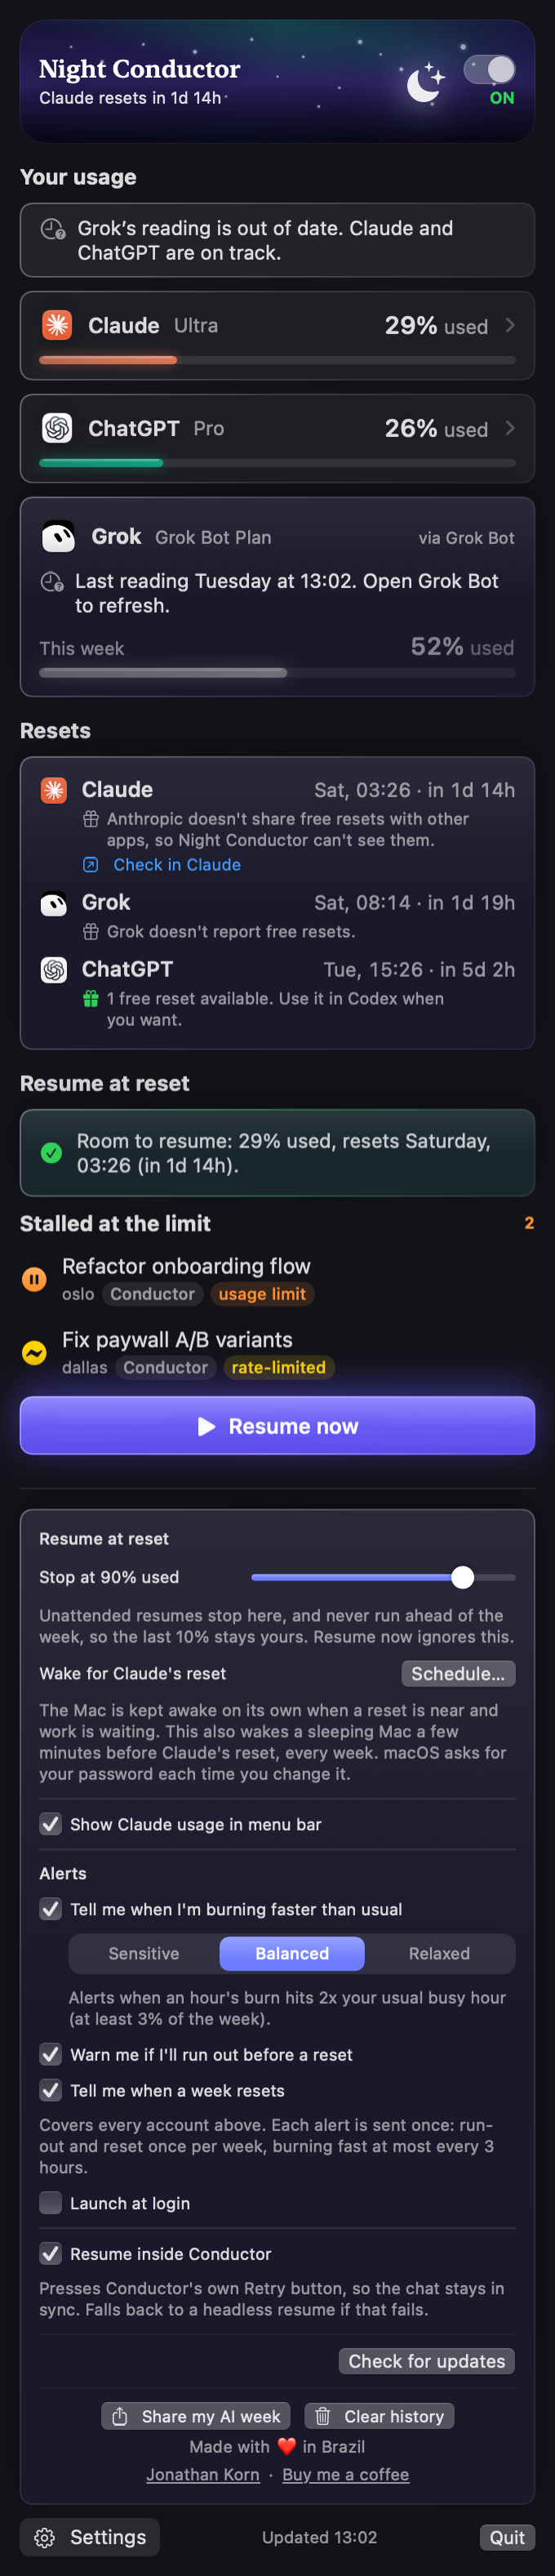 Night Conductor
Claude resets in 1d 14h
ON
Your usage
Grok's reading is out of date. Claude and
ChatGPT are on track.
Claude Ultra 29% used
ChatGPT Pro 26% used
Grok Grok Bot Plan via Grok Bot
Last reading Tuesday at 13:02. Open Grok Bot
to refresh.
This week 52% used
Resets
Claude Sat, 03:26 · in 1d 14h
Anthropic doesn't share free resets with other
apps, so Night Conductor can't see them.
Check in Claude
Grok Sat, 08:14 · in 1d 19h
Grok doesn't report free resets.
ChatGPT Tue, 15:26 · in 5d 2h
1 free reset available. Use it in Codex when
you want.
Resume at reset
Room to resume: 29% used, resets Saturday,
03:26 (in 1d 14h).
Stalled at the limit 2
Refactor onboarding flow
oslo Conductor usage limit
Fix paywall A/B variants
dallas Conductor rate-limited
Resume now
Resume at reset
Stop at 90% used
Unattended resumes stop here, and never run ahead of the
week, so the last 10% stays yours. Resume now ignores this.
Wake for Claude's reset Schedule...
The Mac is kept awake on its own when a reset is near and
work is waiting. This also wakes a sleeping Mac a few
minutes before Claude's reset, every week. macOS asks for
your password each time you change it.
Show Claude usage in menu bar
Alerts
Tell me when I'm burning faster than usual
Sensitive Balanced Relaxed
Alerts when an hour's burn hits 2x your usual busy hour
(at least 3% of the week).
Warn me if I'll run out before a reset
Tell me when a week resets
Covers every account above. Each alert is sent once: run-
out and reset once per week, burning fast at most every 3
hours.
Launch at login
Resume inside Conductor
Presses Conductor's own Retry button, so the chat stays in
sync. Falls back to a headless resume if that fails.
Check for updates
Share my AI week Clear history
Made with ❤️ in Brazil
Jonathan Korn · Buy me a coffee
Settings Updated 13:02 Quit